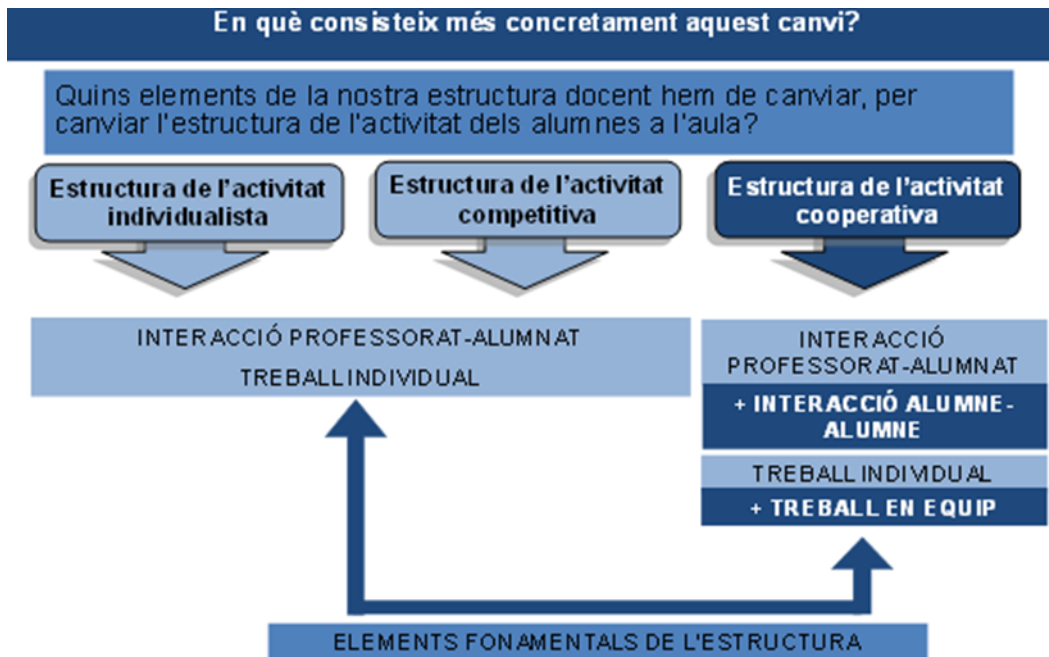 En què consisteix més concretament aquest canvi?
Quins elements de la nostra estructura docent hem de canviar, per
canviar l'estructura de l'activitat dels alumnes a l'aula?
Estructura de l'activitat
individualista
Estructura de l'activitat
competitiva
Estructura de l'activitat
cooperativa
INTERACCIÓ PROFESSORAT-ALUMNAT
TREBALL INDIVIDUAL
INTERACCIÓ
PROFESSORAT-ALUMNAT
+ INTERACCIÓ ALUMNE-
ALUMNE
TREBALL INDIVIDUAL
+ TREBALL EN EQUIP
ELEMENTS FONAMENTALS DE L'ESTRUCTURA